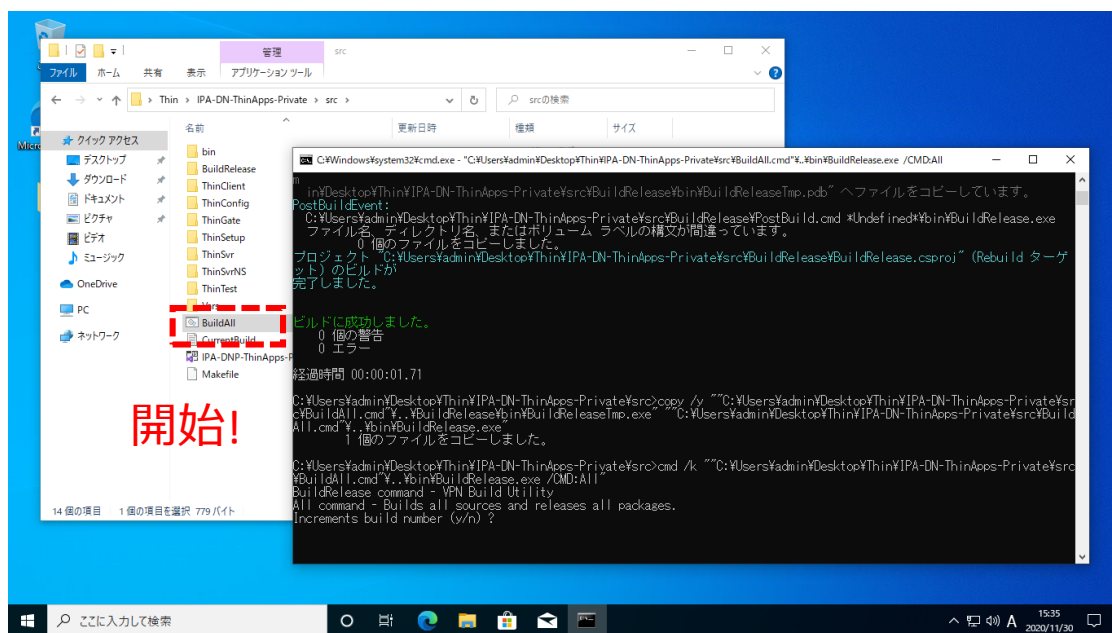 管理
src
ファイル
ホーム
共有
表示
アプリケーション ツール
Thin › IPA-DN-ThinApps-Private › src ›
srcの検索
名前
更新日時
種類
サイズ
クイック アクセス
デスクトップ
ダウンロード
ドキュメント
ピクチャ
ビデオ
ミュージック
OneDrive
PC
ネットワーク
bin
BuildRelease
ThinClient
ThinConfig
ThinGate
ThinSetup
ThinSvr
ThinSvrNS
ThinTest
Vars
BuildAll
CurrentBuild
IPA-DNP-ThinApps-P
Makefile
開始!
14 個の項目
1 個の項目を選択 779 バイト
C:¥Windows¥system32¥cmd.exe - "C:¥Users¥admin¥Desktop¥Thin¥IPA-DN-ThinApps-Private¥src¥BuildAll.cmd"¥..¥bin¥BuildRelease.exe /CMD:All
m
in¥Desktop¥Thin¥IPA-DN-ThinApps-Private¥src¥BuildRelease¥bin¥BuildReleaseTmp.pdb" へファイルをコピーしています。
PostBuildEvent:
C:¥Users¥admin¥Desktop¥Thin¥IPA-DN-ThinApps-Private¥src¥BuildRelease¥PostBuild.cmd *Undefined*¥bin¥BuildRelease.exe
ファイル名、ディレクトリ名、またはボリューム ラベルの構文が間違っています。
0 個のファイルをコピーしました。
プロジェクト "C:¥Users¥admin¥Desktop¥Thin¥IPA-DN-ThinApps-Private¥src¥BuildRelease¥BuildRelease.csproj" (Rebuild ターゲ
ット) のビルドが
完了しました。
ビルドに成功しました。
0 個の警告
0 エラー
経過時間 00:00:01.71
C:¥Users¥admin¥Desktop¥Thin¥IPA-DN-ThinApps-Private¥src>copy /y ""C:¥Users¥admin¥Desktop¥Thin¥IPA-DN-ThinApps-Private¥sr
c¥BuildAll.cmd"¥..¥BuildRelease¥bin¥BuildReleaseTmp.exe" ""C:¥Users¥admin¥Desktop¥Thin¥IPA-DN-ThinApps-Private¥src¥Build
All.cmd"¥..¥bin¥BuildRelease.exe"
1 個のファイルをコピーしました。
C:¥Users¥admin¥Desktop¥Thin¥IPA-DN-ThinApps-Private¥src>cmd /k ""C:¥Users¥admin¥Desktop¥Thin¥IPA-DN-ThinApps-Private¥src
¥BuildAll.cmd"¥..¥bin¥BuildRelease.exe /CMD:All"
BuildRelease command - VPN Build Utility
All command - Builds all sources and releases all packages.
Increments build number (y/n) ?
ここに入力して検索
A
15:35
2020/11/30